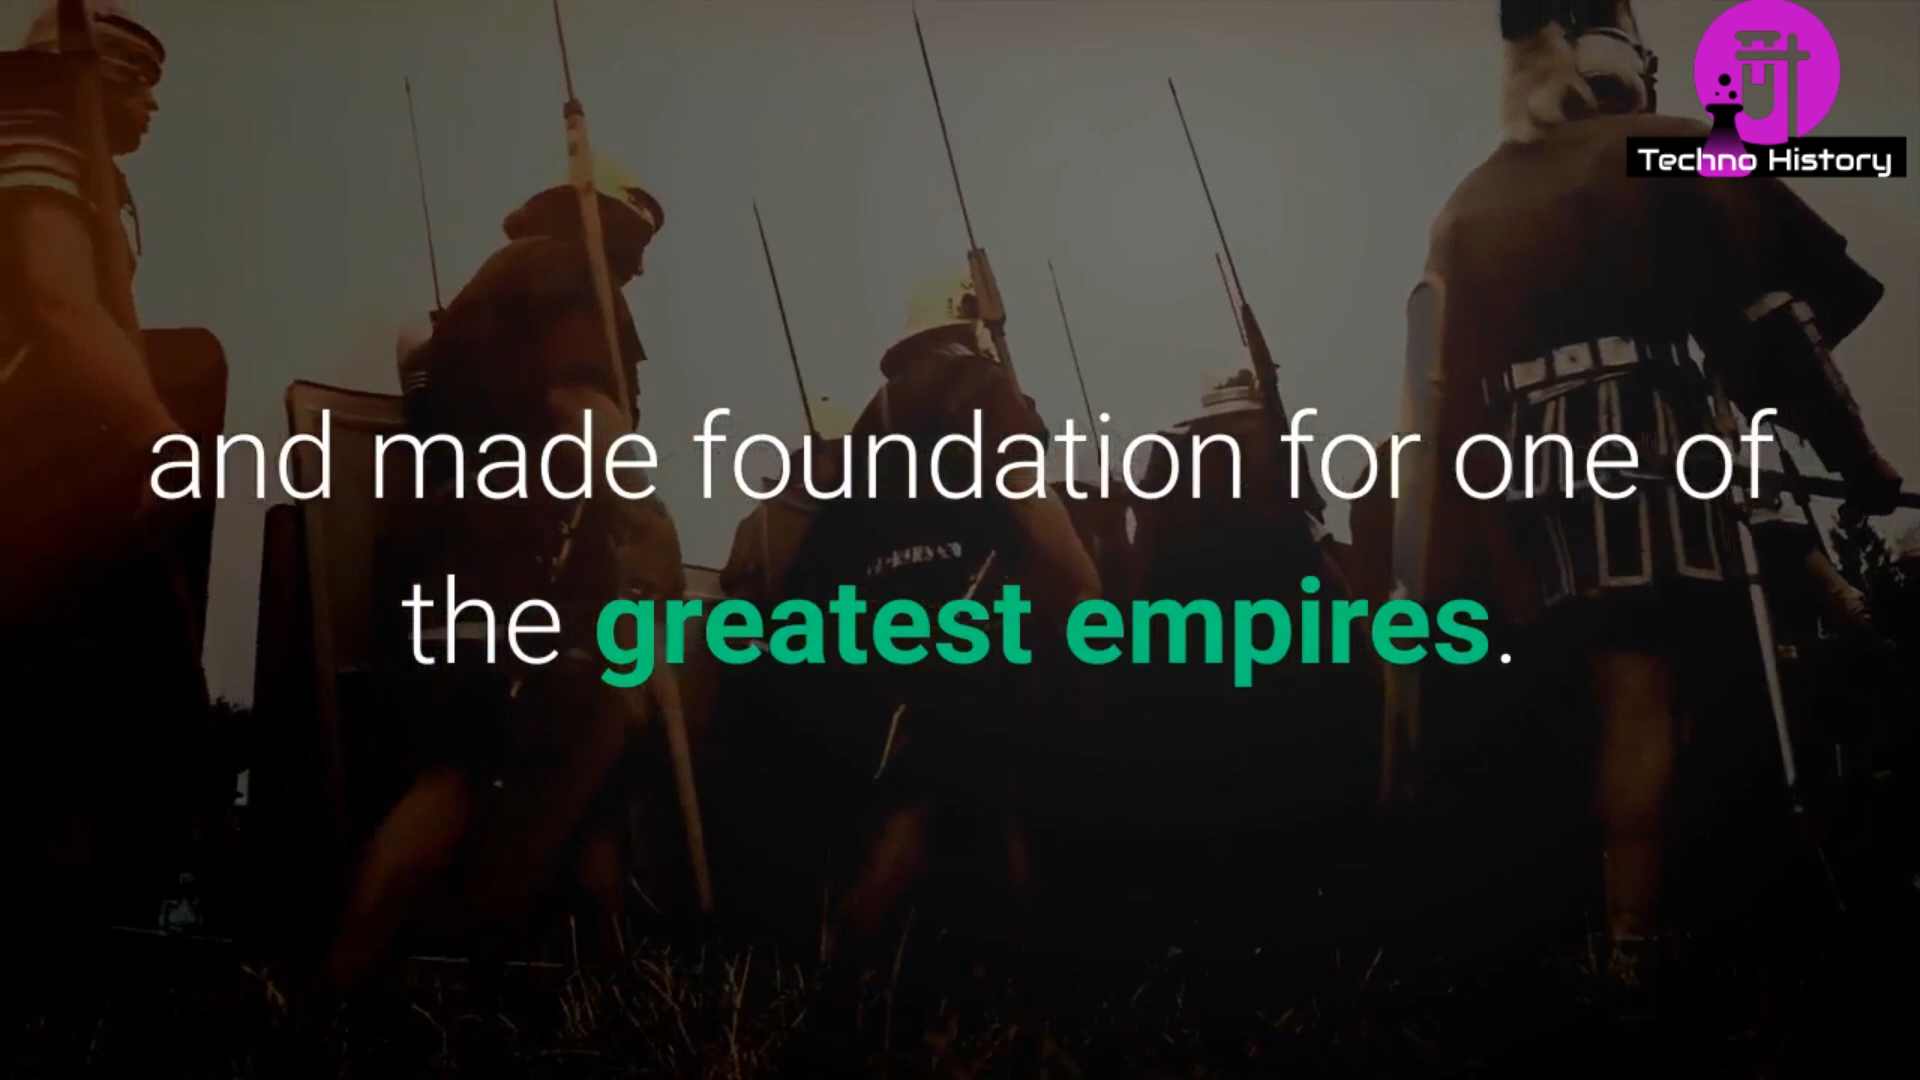 Techno History
and made foundation for one of
the greatest empires.